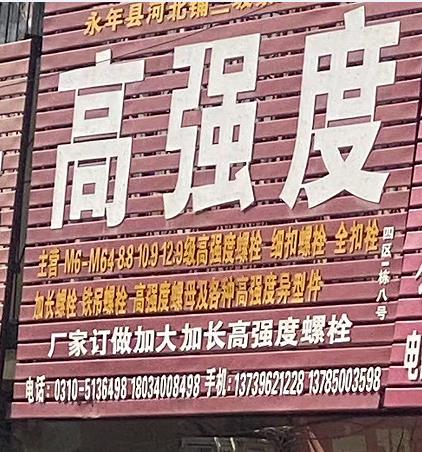 永年县河北铺二
高强度
主营-M6-M64-8.8-10.9-12.9级高强度螺栓 细扣螺栓 全扣栓
加长螺栓 铁吊螺栓 高强度螺母及各种高强度异型件
四区一栋八号
厂家订做加大加长高强度螺栓
电话:0310-5136498 18034008498 手机:13739621228 13785003598
电